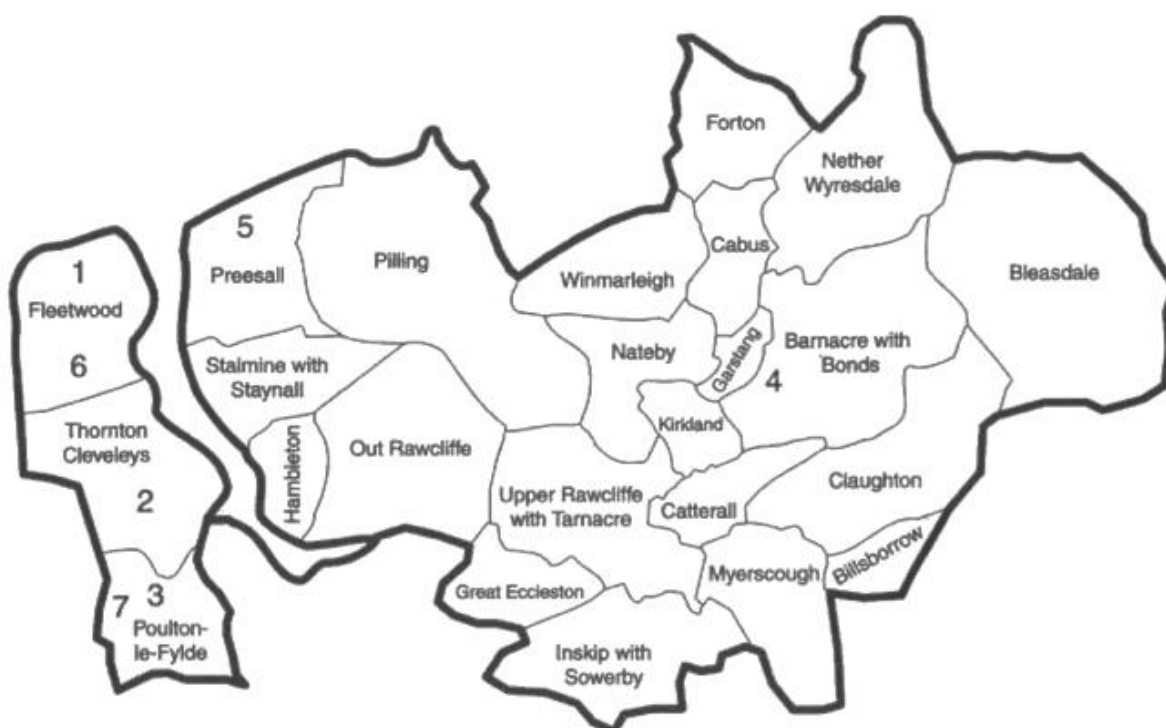 Forton
Nether
Wyresdale
5
Preesall
Pilling
Cabus
Winmarleigh
Bleasdale
1
Fleetwood
6
Stalmine with
Staynall
Nateby
Garstang
4
Barnacre with
Bonds
Kirkland
Thornton
Cleveleys
2
Hambleton
Out Rawcliffe
Upper Rawcliffe
with Tarnacre
Catterall
Claughton
Billsborrow
Myerscough
Great Eccleston
7
3
Poulton-
le-Fylde
Inskip with
Sowerby